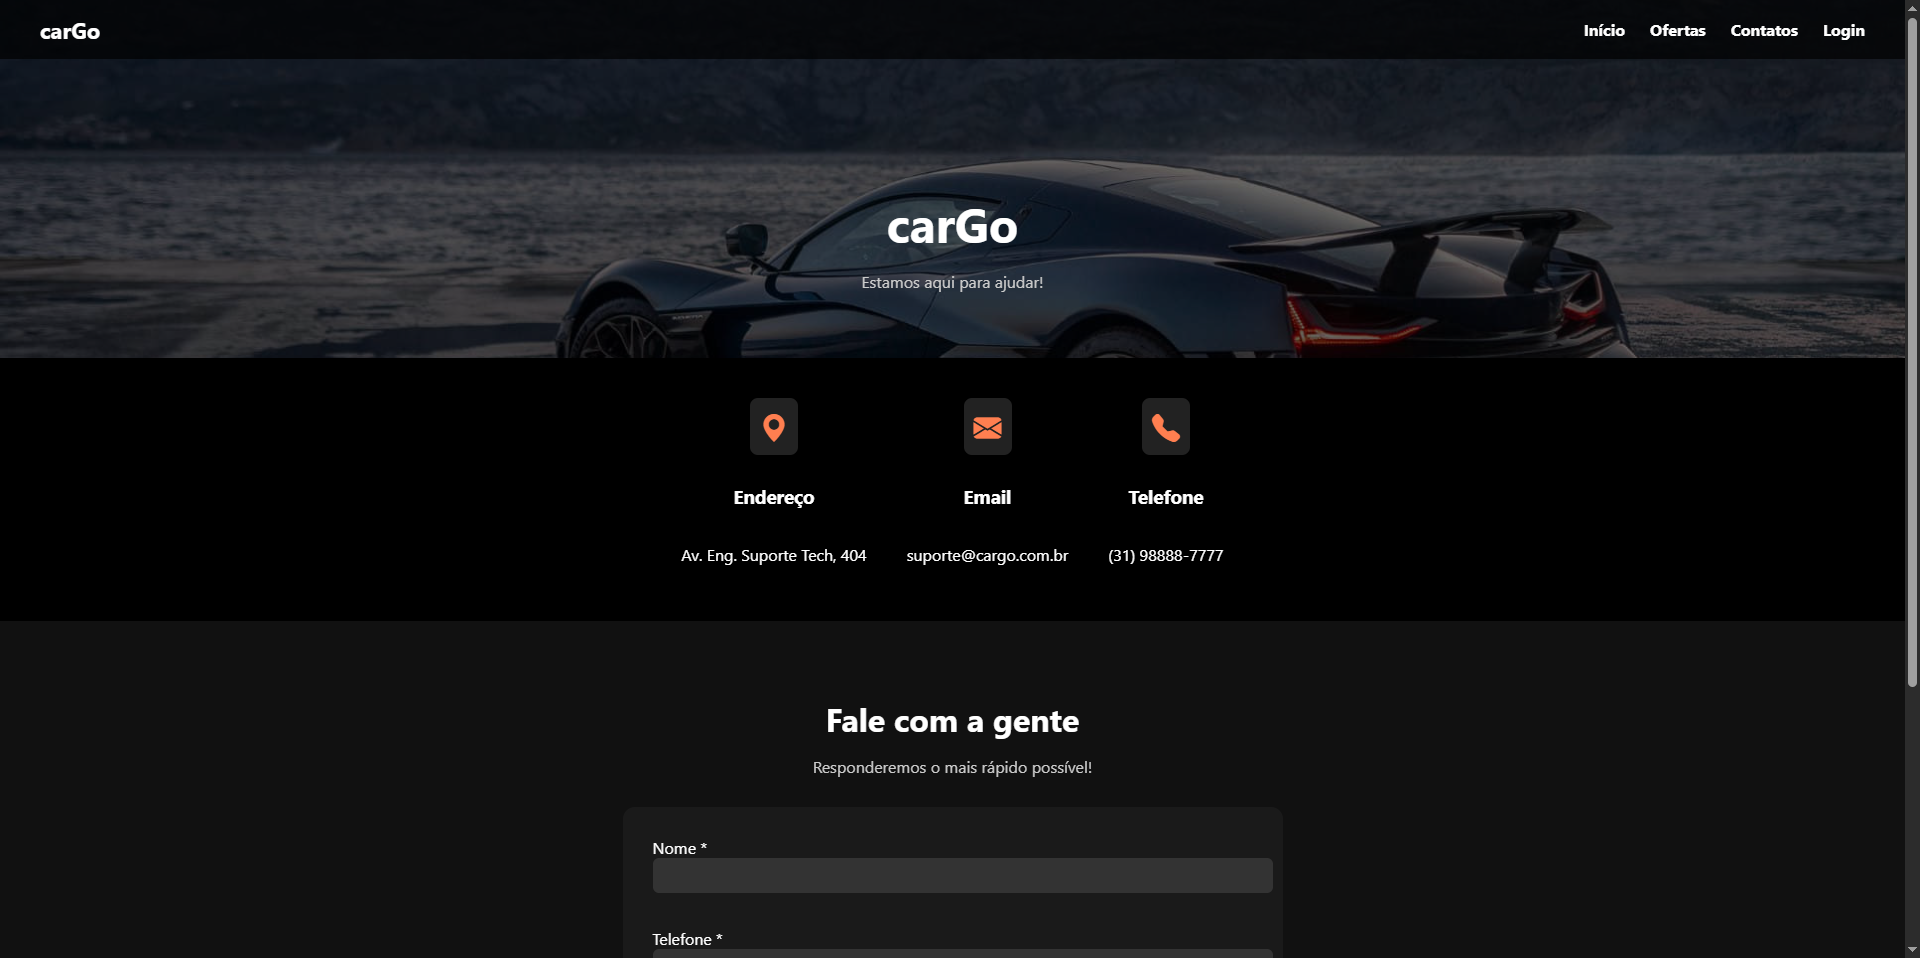 carGo
Início Ofertas Contatos Login
carGo
Estamos aqui para ajudar!
Endereço Email Telefone
Av. Eng. Suporte Tech, 404 suporte@cargo.com.br (31) 98888-7777
Fale com a gente
Responderemos o mais rápido possível!
Nome *
Telefone *